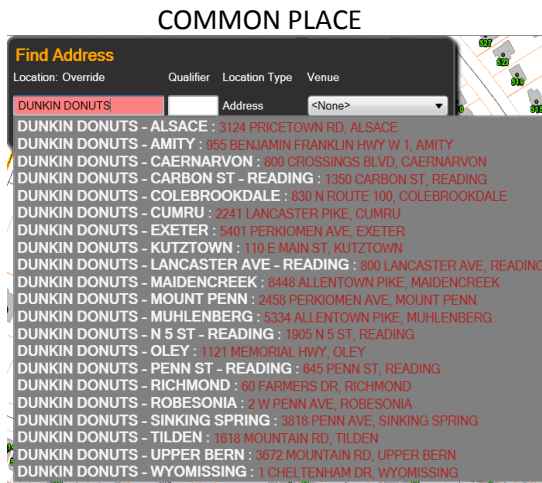 COMMON PLACE
Find Address
Location: Override Qualifier Location Type Venue
DUNKIN DONUTS Address <None>
DUNKIN DONUTS - ALSACE : 3124 PRICETOWN RD, ALSACE
DUNKIN DONUTS - AMITY : 955 BENJAMIN FRANKLIN HWY W 1, AMITY
DUNKIN DONUTS - CAERNARVON : 800 CROSSINGS BLVD, CAERNARVON
DUNKIN DONUTS - CARBON ST - READING : 1350 CARBON ST, READING
DUNKIN DONUTS - COLEBROOKDALE : 830 N ROUTE 100, COLEBROOKDALE
DUNKIN DONUTS - CUMRU : 2241 LANCASTER PIKE, CUMRU
DUNKIN DONUTS - EXETER : 5401 PERKIOMEN AVE, EXETER
DUNKIN DONUTS - KUTZTOWN : 110 E MAIN ST, KUTZTOWN
DUNKIN DONUTS - LANCASTER AVE - READING : 800 LANCASTER AVE, READING
DUNKIN DONUTS - MAIDENCREEK : 8448 ALLENTOWN PIKE, MAIDENCREEK
DUNKIN DONUTS - MOUNT PENN : 2458 PERKIOMEN AVE, MOUNT PENN
DUNKIN DONUTS - MUHLENBERG : 5334 ALLENTOWN PIKE, MUHLENBERG
DUNKIN DONUTS - N 5 ST - READING : 1905 N 5 ST, READING
DUNKIN DONUTS - OLEY : 1121 MEMORIAL HWY, OLEY
DUNKIN DONUTS - PENN ST - READING : 645 PENN ST, READING
DUNKIN DONUTS - RICHMOND : 60 FARMERS DR, RICHMOND
DUNKIN DONUTS - ROBESONIA : 2 W PENN AVE, ROBESONIA
DUNKIN DONUTS - SINKING SPRING : 3818 PENN AVE, SINKING SPRING
DUNKIN DONUTS - TILDEN : 1618 MOUNTAIN RD, TILDEN
DUNKIN DONUTS - UPPER BERN : 3672 MOUNTAIN RD, UPPER BERN
DUNKIN DONUTS - WYOMISSING : 1 CHELTENHAM DR, WYOMISSING
527
523
519